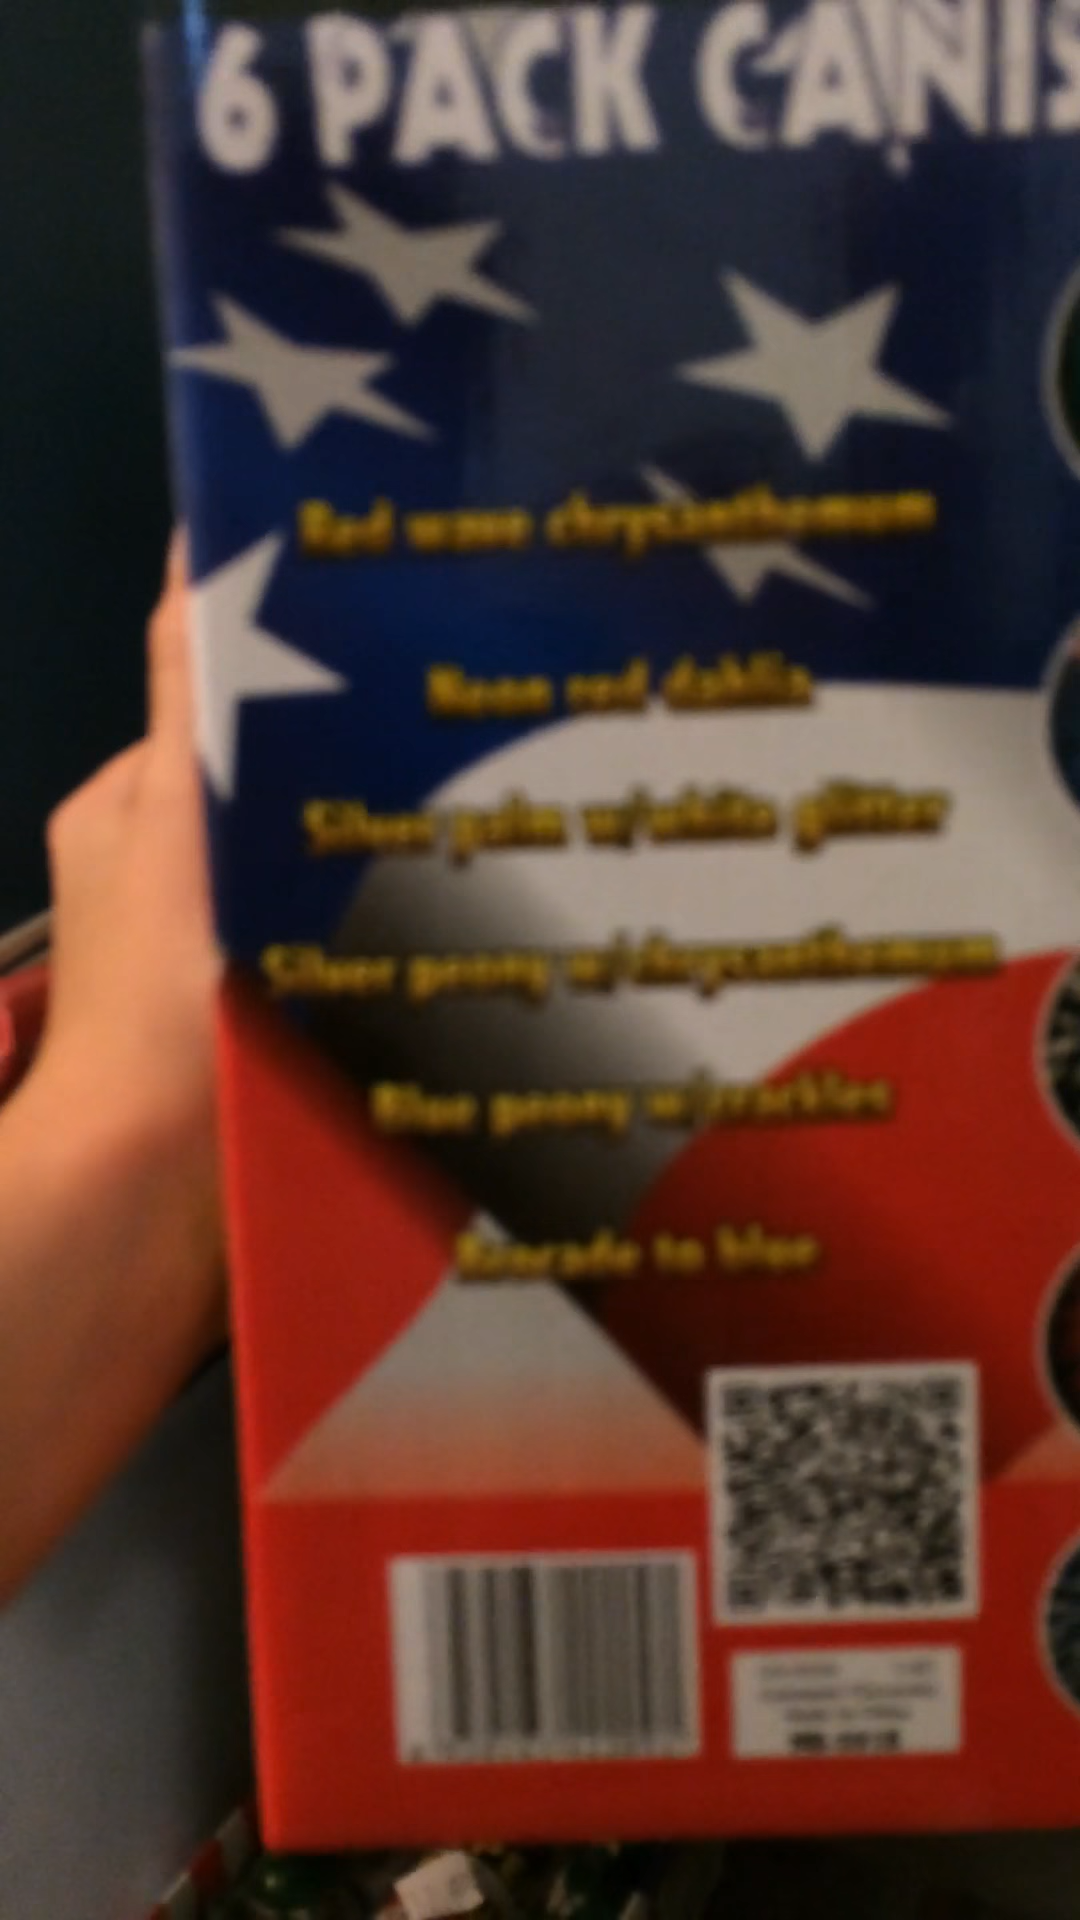 6 PACK CANIS
Red wave chrysanthemum
Neon red dahlia
Silver palm w/white glitter
Silver peony w/chrysanthemum
Blue peony w/crackles
to blue